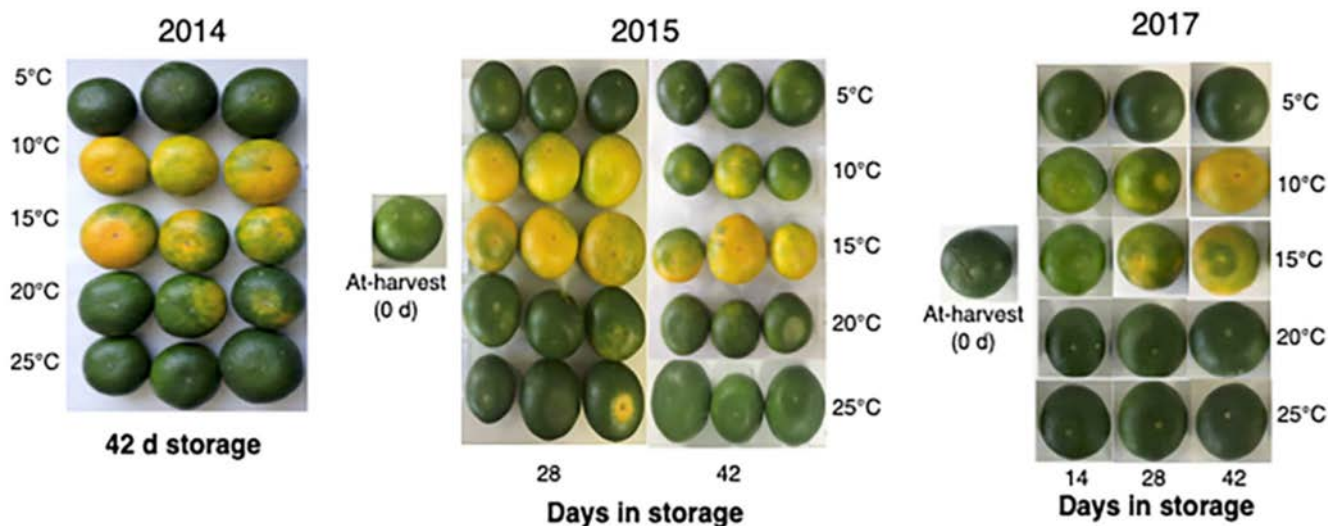 2014
5°C
10°C
15°C
20°C
25°C
42 d storage
2015
At-harvest
(0 d)
5°C
10°C
15°C
20°C
25°C
28 42
Days in storage
2017
At-harvest
(0 d)
5°C
10°C
15°C
20°C
25°C
14 28 42
Days in storage